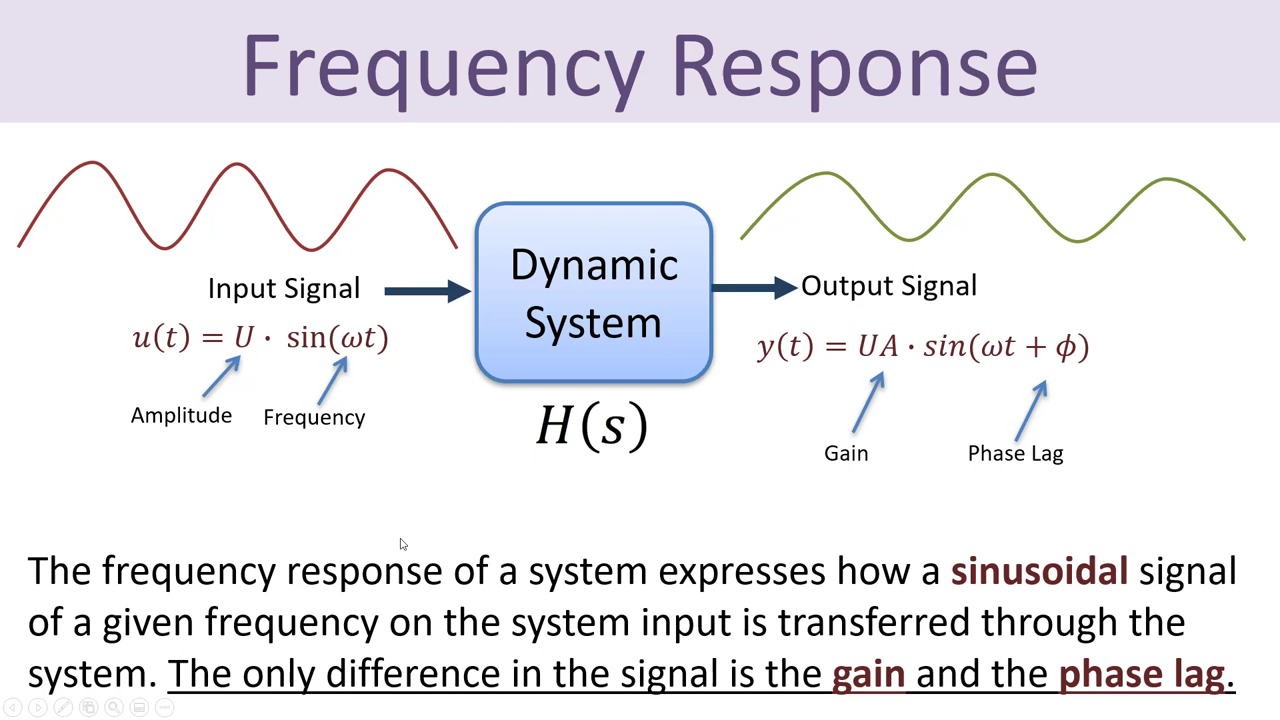 Frequency Response
Dynamic
System
Input Signal
Output Signal
u(t) = U · sin(ωt)
y(t) = UA · sin(ωt + ϕ)
Amplitude
Frequency
H(s)
Gain
Phase Lag
The frequency response of a system expresses how a sinusoidal signal
of a given frequency on the system input is transferred through the
system. The only difference in the signal is the gain and the phase lag.